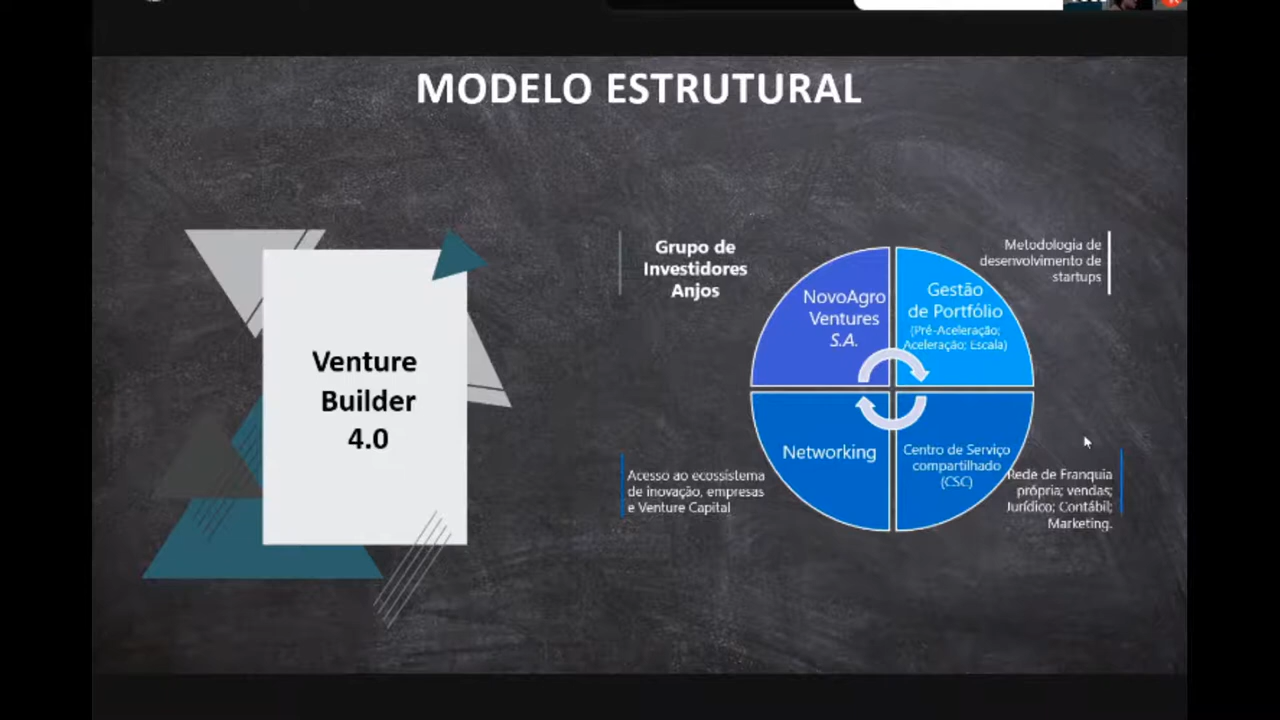 MODELO ESTRUTURAL
Venture
Builder
4.0
Grupo de
Investidores
Anjos
NovoAgro
Ventures
S.A.
Gestão
de Portfólio
(Pré-Aceleração;
Aceleração; Escala)
Metodologia de
desenvolvimento de
startups
Acesso ao ecossistema
de inovação, empresas
e Venture Capital
Networking
Centro de Serviço
compartilhado
(CSC)
Rede de Franquia
própria; vendas;
Jurídico; Contábil;
Marketing.